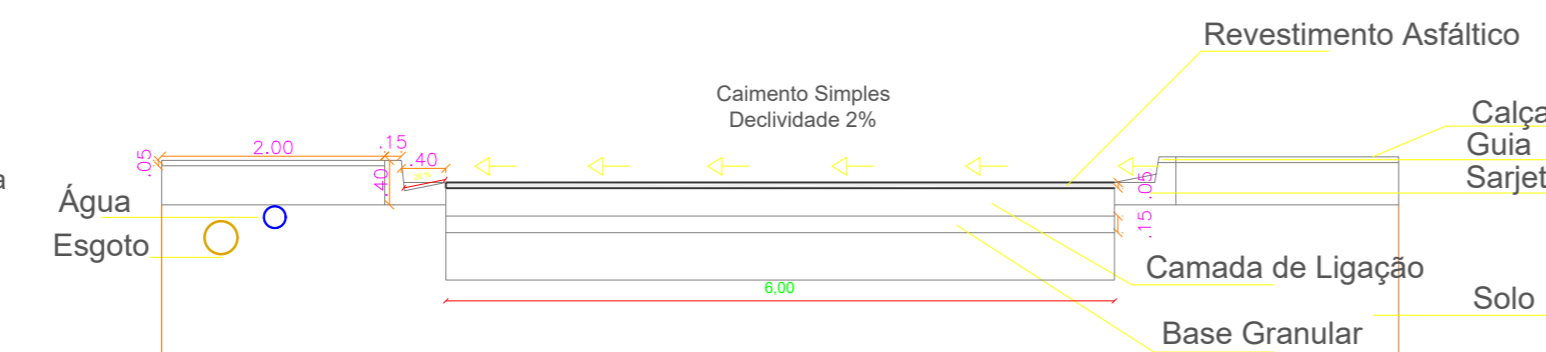 Revestimento Asfáltico
Caimento Simples
Declividade 2%
Calça
Guia
Sarjet
a
Água
Esgoto
2.00
.15
.05
.40
.40
.05
.15
6,00
Camada de Ligação
Base Granular
Solo